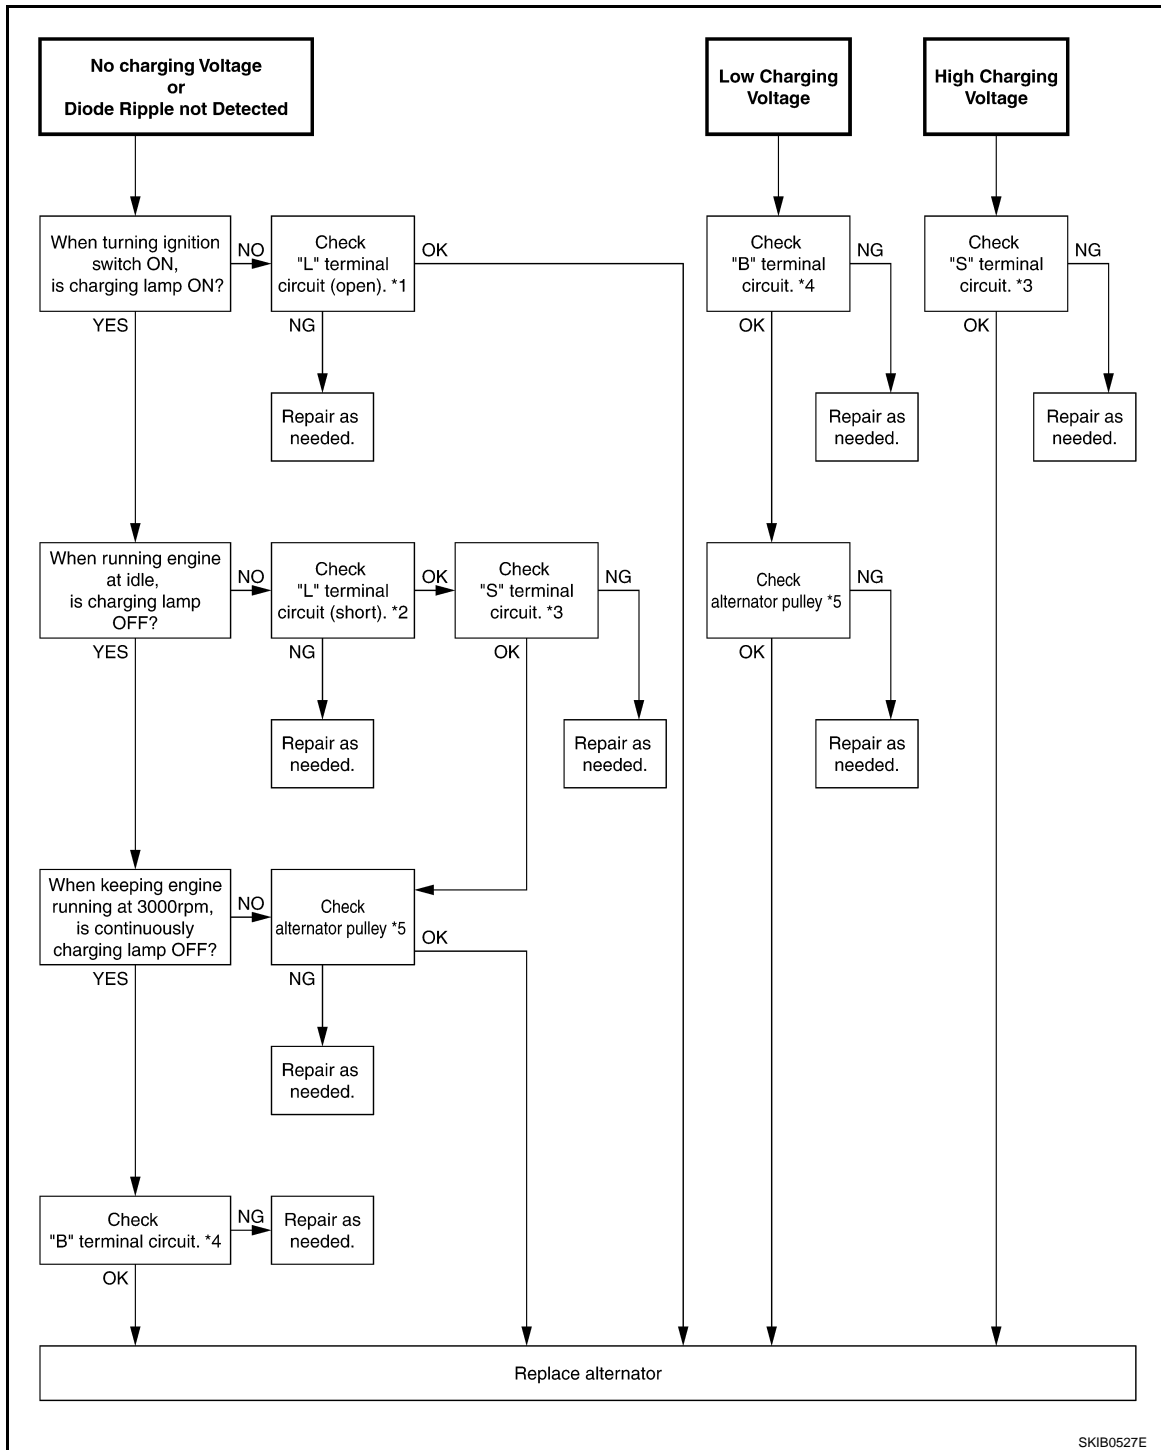 No charging Voltage
or
Diode Ripple not Detected
Low Charging
Voltage
High Charging
Voltage
When turning ignition
switch ON,
is charging lamp ON?
NO
YES
Check
"L" terminal
circuit (open). *1
OK
NG
Repair as
needed.
Check
"B" terminal
circuit. *4
NG
OK
Repair as
needed.
Check
"S" terminal
circuit. *3
NG
OK
Repair as
needed.
When running engine
at idle,
is charging lamp
OFF?
NO
YES
Check
"L" terminal
circuit (short). *2
OK
NG
Repair as
needed.
Check
"S" terminal
circuit. *3
NG
OK
Repair as
needed.
Check
alternator pulley *5
NG
OK
Repair as
needed.
When keeping engine
running at 3000rpm,
is continuously
charging lamp OFF?
NO
YES
Check
alternator pulley *5
OK
NG
Repair as
needed.
Check
"B" terminal circuit. *4
NG
OK
Repair as
needed.
Replace alternator
SKIB0527E